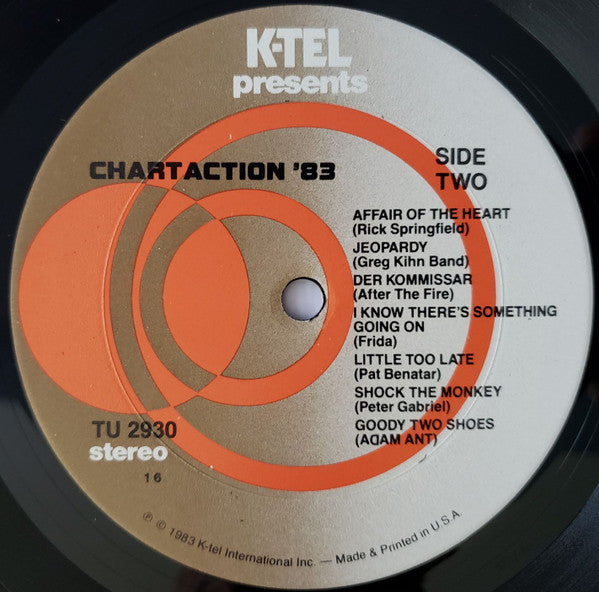 K-TEL
presents
CHARTACTION '83
SIDE
TWO
AFFAIR OF THE HEART
(Rick Springfield)
JEOPARDY
(Greg Kihn Band)
DER KOMMISSAR
(After The Fire)
I KNOW THERE'S SOMETHING
GOING ON
(Frida)
LITTLE TOO LATE
(Pat Benatar)
SHOCK THE MONKEY
(Peter Gabriel)
GOODY TWO SHOES
(ADAM ANT)
TU 2930
stereo
16
℗ © 1983 K-tel International Inc. — Made & Printed in U.S.A.